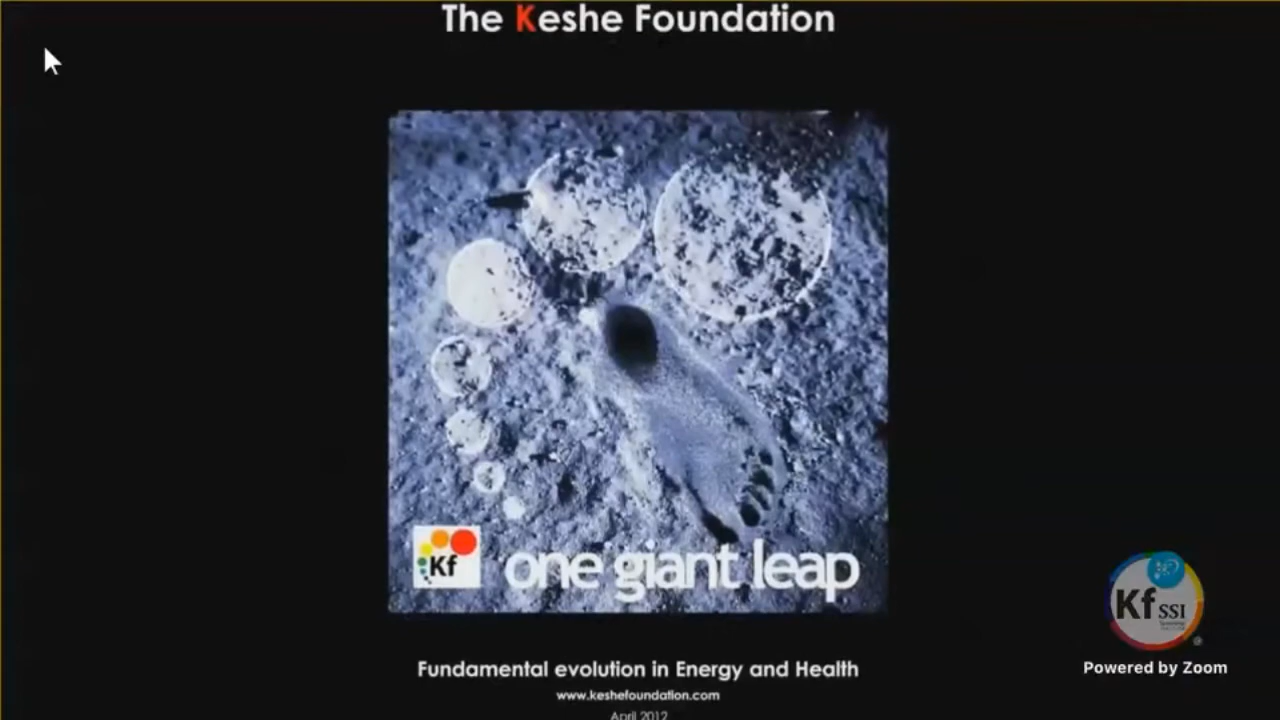 The Keshe Foundation
Kf
one giant leap
Fundamental evolution in Energy and Health
www.keshefoundation.com
April 2012
Kf SSI
Powered by Zoom